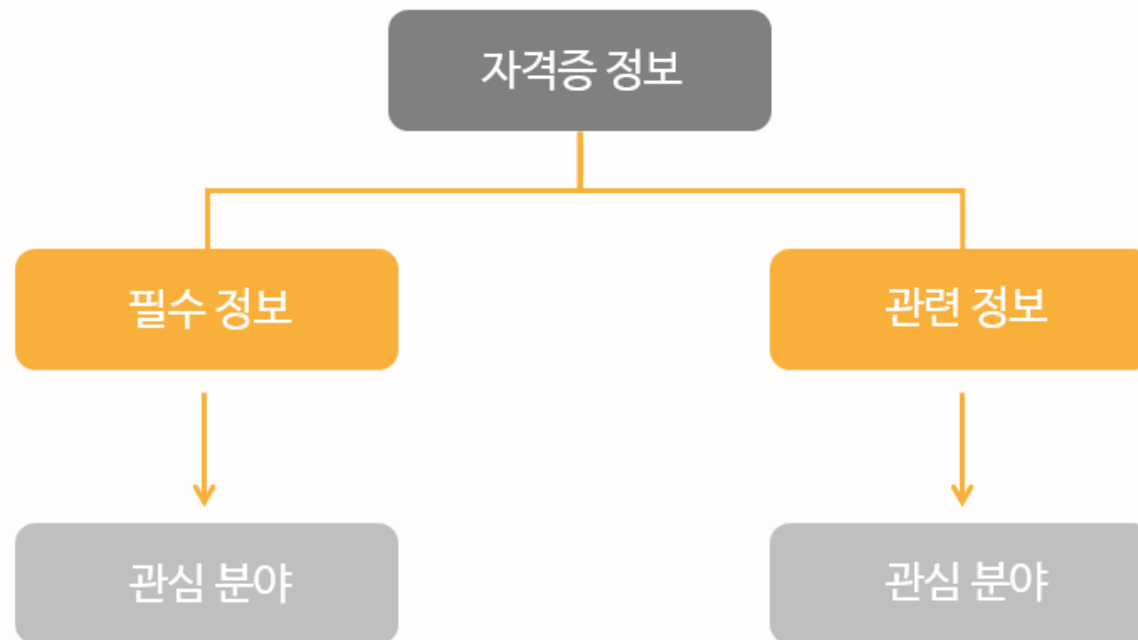 자격증 정보
필수 정보
관련 정보
관심 분야
관심 분야